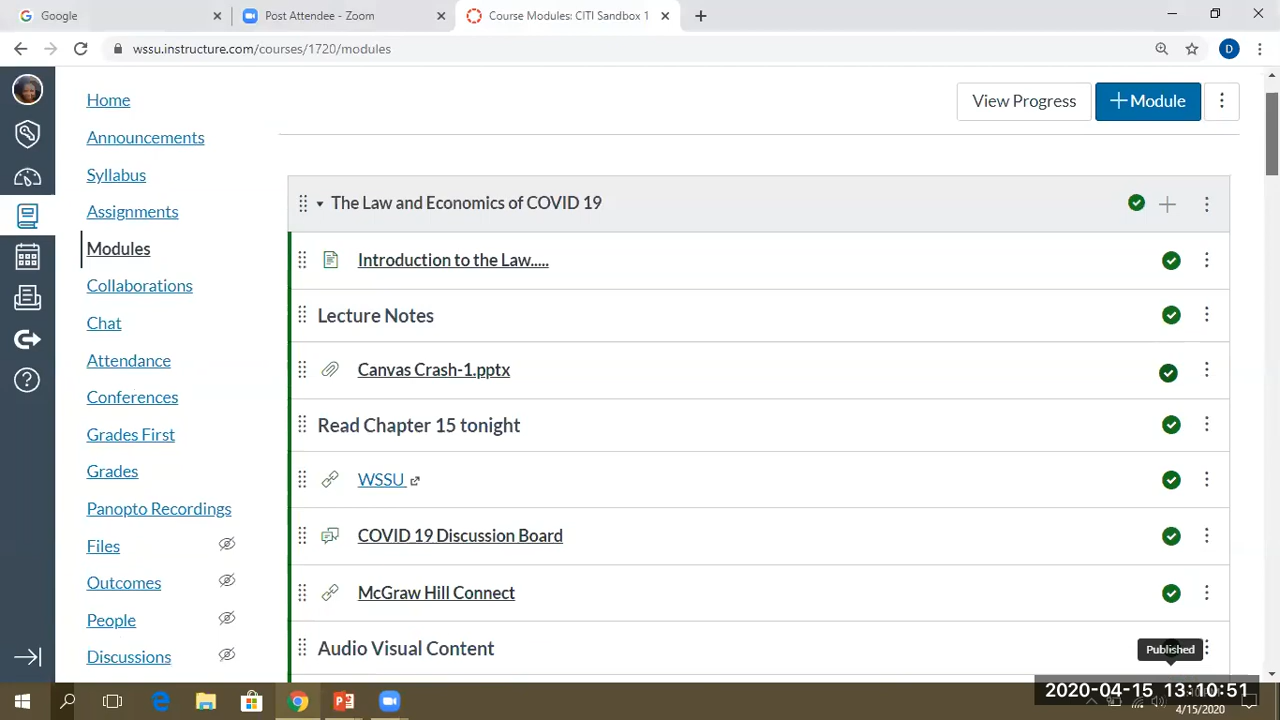 Google
Post Attendee - Zoom
Course Modules: CITI Sandbox 1
wssu.instructure.com/courses/1720/modules
D
Home
View Progress
Module
Announcements
Syllabus
Assignments
Modules
Collaborations
Chat
Attendance
Conferences
Grades First
Grades
Panopto Recordings
Files
Outcomes
People
Discussions
The Law and Economics of COVID 19
Introduction to the Law.....
Lecture Notes
Canvas Crash-1.pptx
Read Chapter 15 tonight
WSSU
COVID 19 Discussion Board
McGraw Hill Connect
Audio Visual Content
Published
2020-04-15 13:10:51
4/15/2020